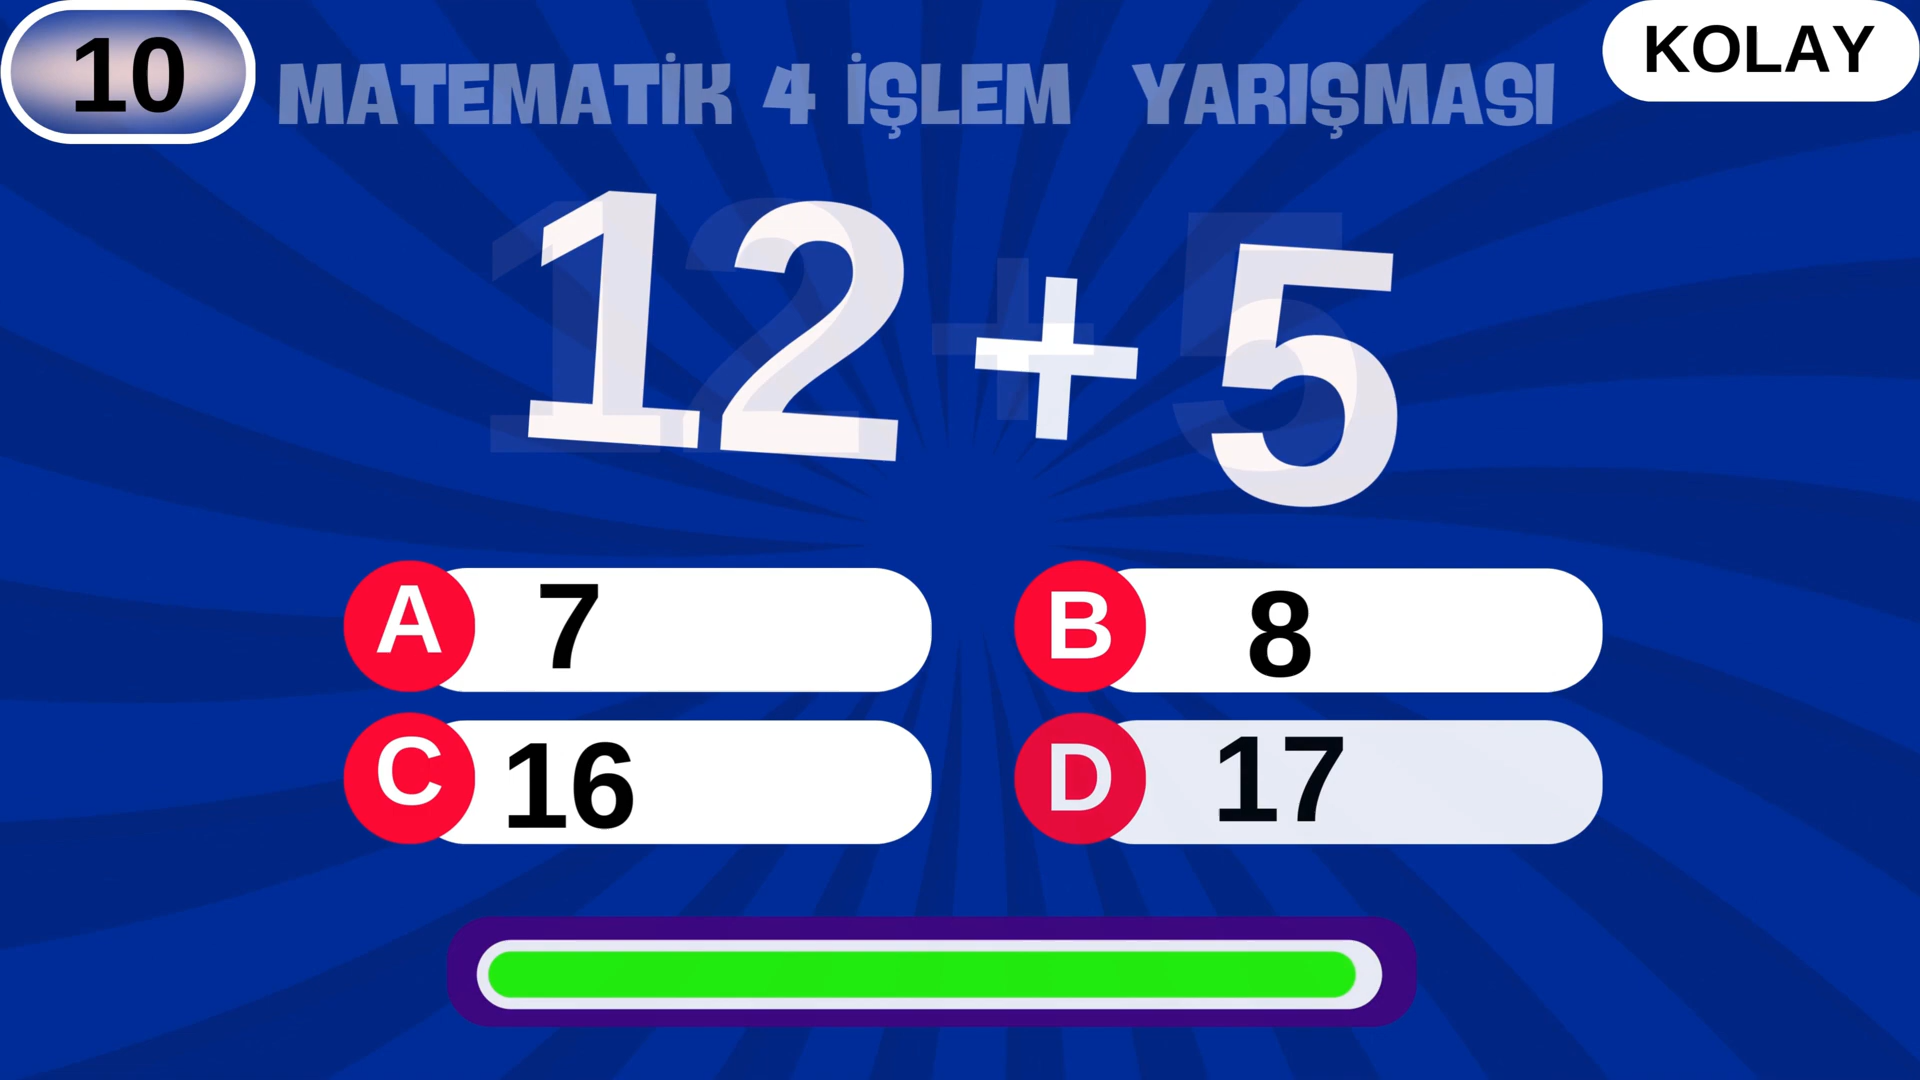 10
MATEMATİK 4 İŞLEM YARIŞMASI
KOLAY
12 + 5
A 7
B 8
C 16
D 17